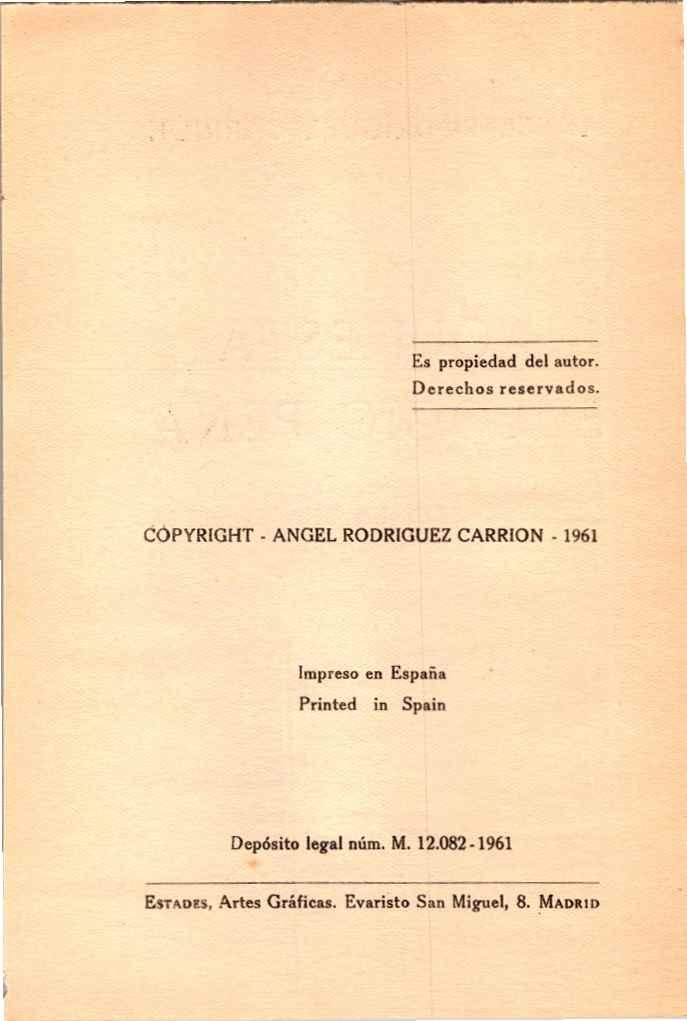 Es propiedad del autor.
Derechos reservados.
COPYRIGHT - ANGEL RODRIGUEZ CARRION - 1961
Impreso en España
Printed in Spain
Depósito legal núm. M. 12.082-1961
ESTADES, Artes Gráficas. Evaristo San Miguel, 8. MADRID